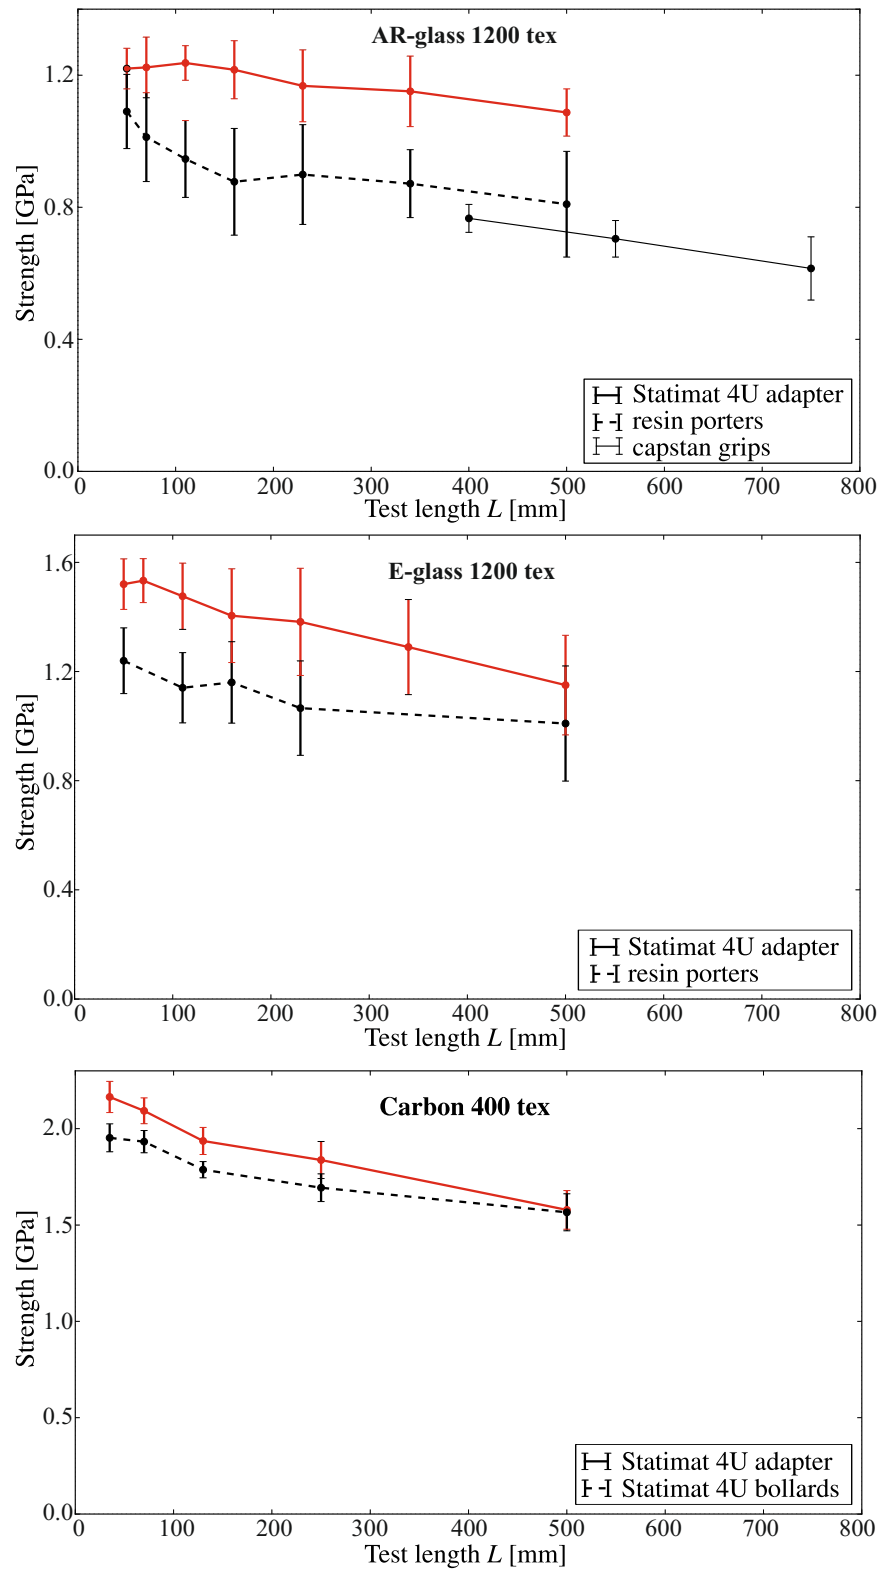 AR-glass 1200 tex
1.2
0.8
0.4
0.0
Strength [GPa]
Statimat 4U adapter
resin porters
capstan grips
100 200 300 400 500 600 700 800
Test length L [mm]
E-glass 1200 tex
1.6
1.2
0.8
0.4
0.0
Strength [GPa]
Statimat 4U adapter
resin porters
0 100 200 300 400 500 600 700 800
Test length L [mm]
Carbon 400 tex
2.0
1.5
1.0
0.5
0.0
Strength [GPa]
Statimat 4U adapter
Statimat 4U bollards
0 100 200 300 400 500 600 700 800
Test length L [mm]